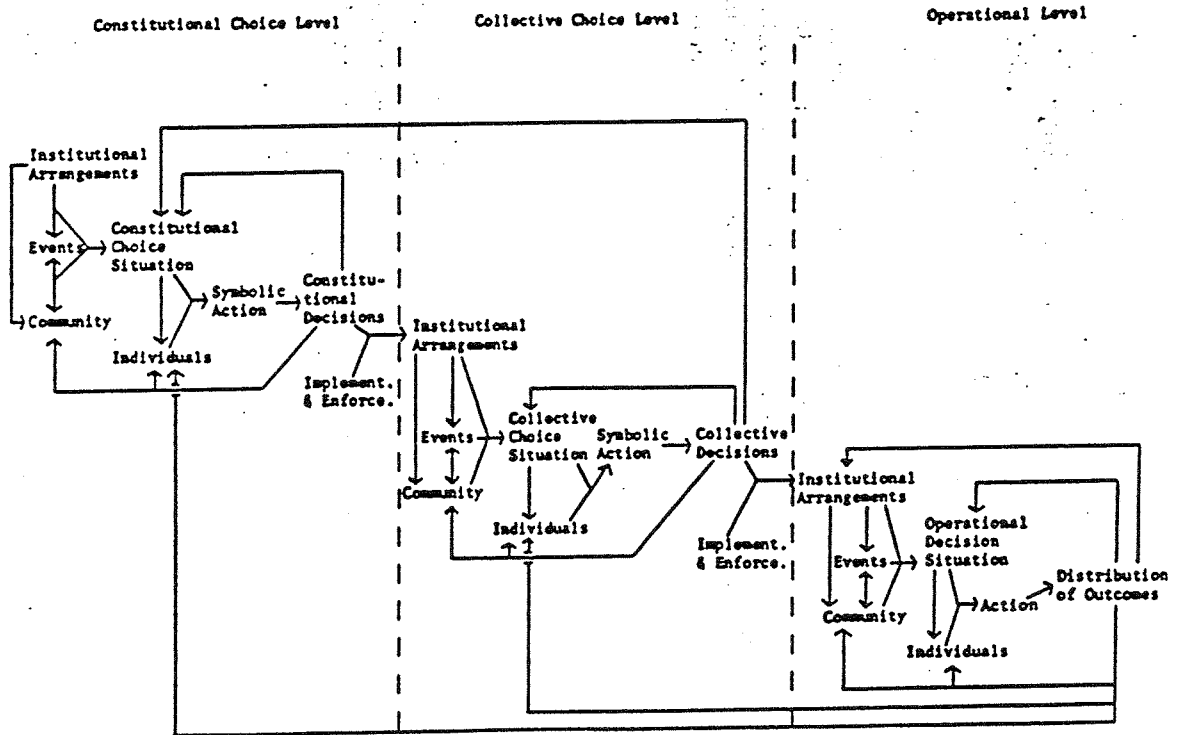 Constitutional Choice Level
Collective Choice Level
Operational Level
Institutional
Arrangements
Events
Community
Constitutional
Choice
Situation
Individuals
Symbolic
Action
Constitu-
tional
Decisions
Implement.
& Enforce.
Institutional
Arrangements
Events
Community
Collective
Choice
Situation
Individuals
Symbolic
Action
Collective
Decisions
Implement.
& Enforce.
Institutional
Arrangements
Events
Community
Operational
Decision
Situation
Individuals
Action
Distribution
of Outcomes